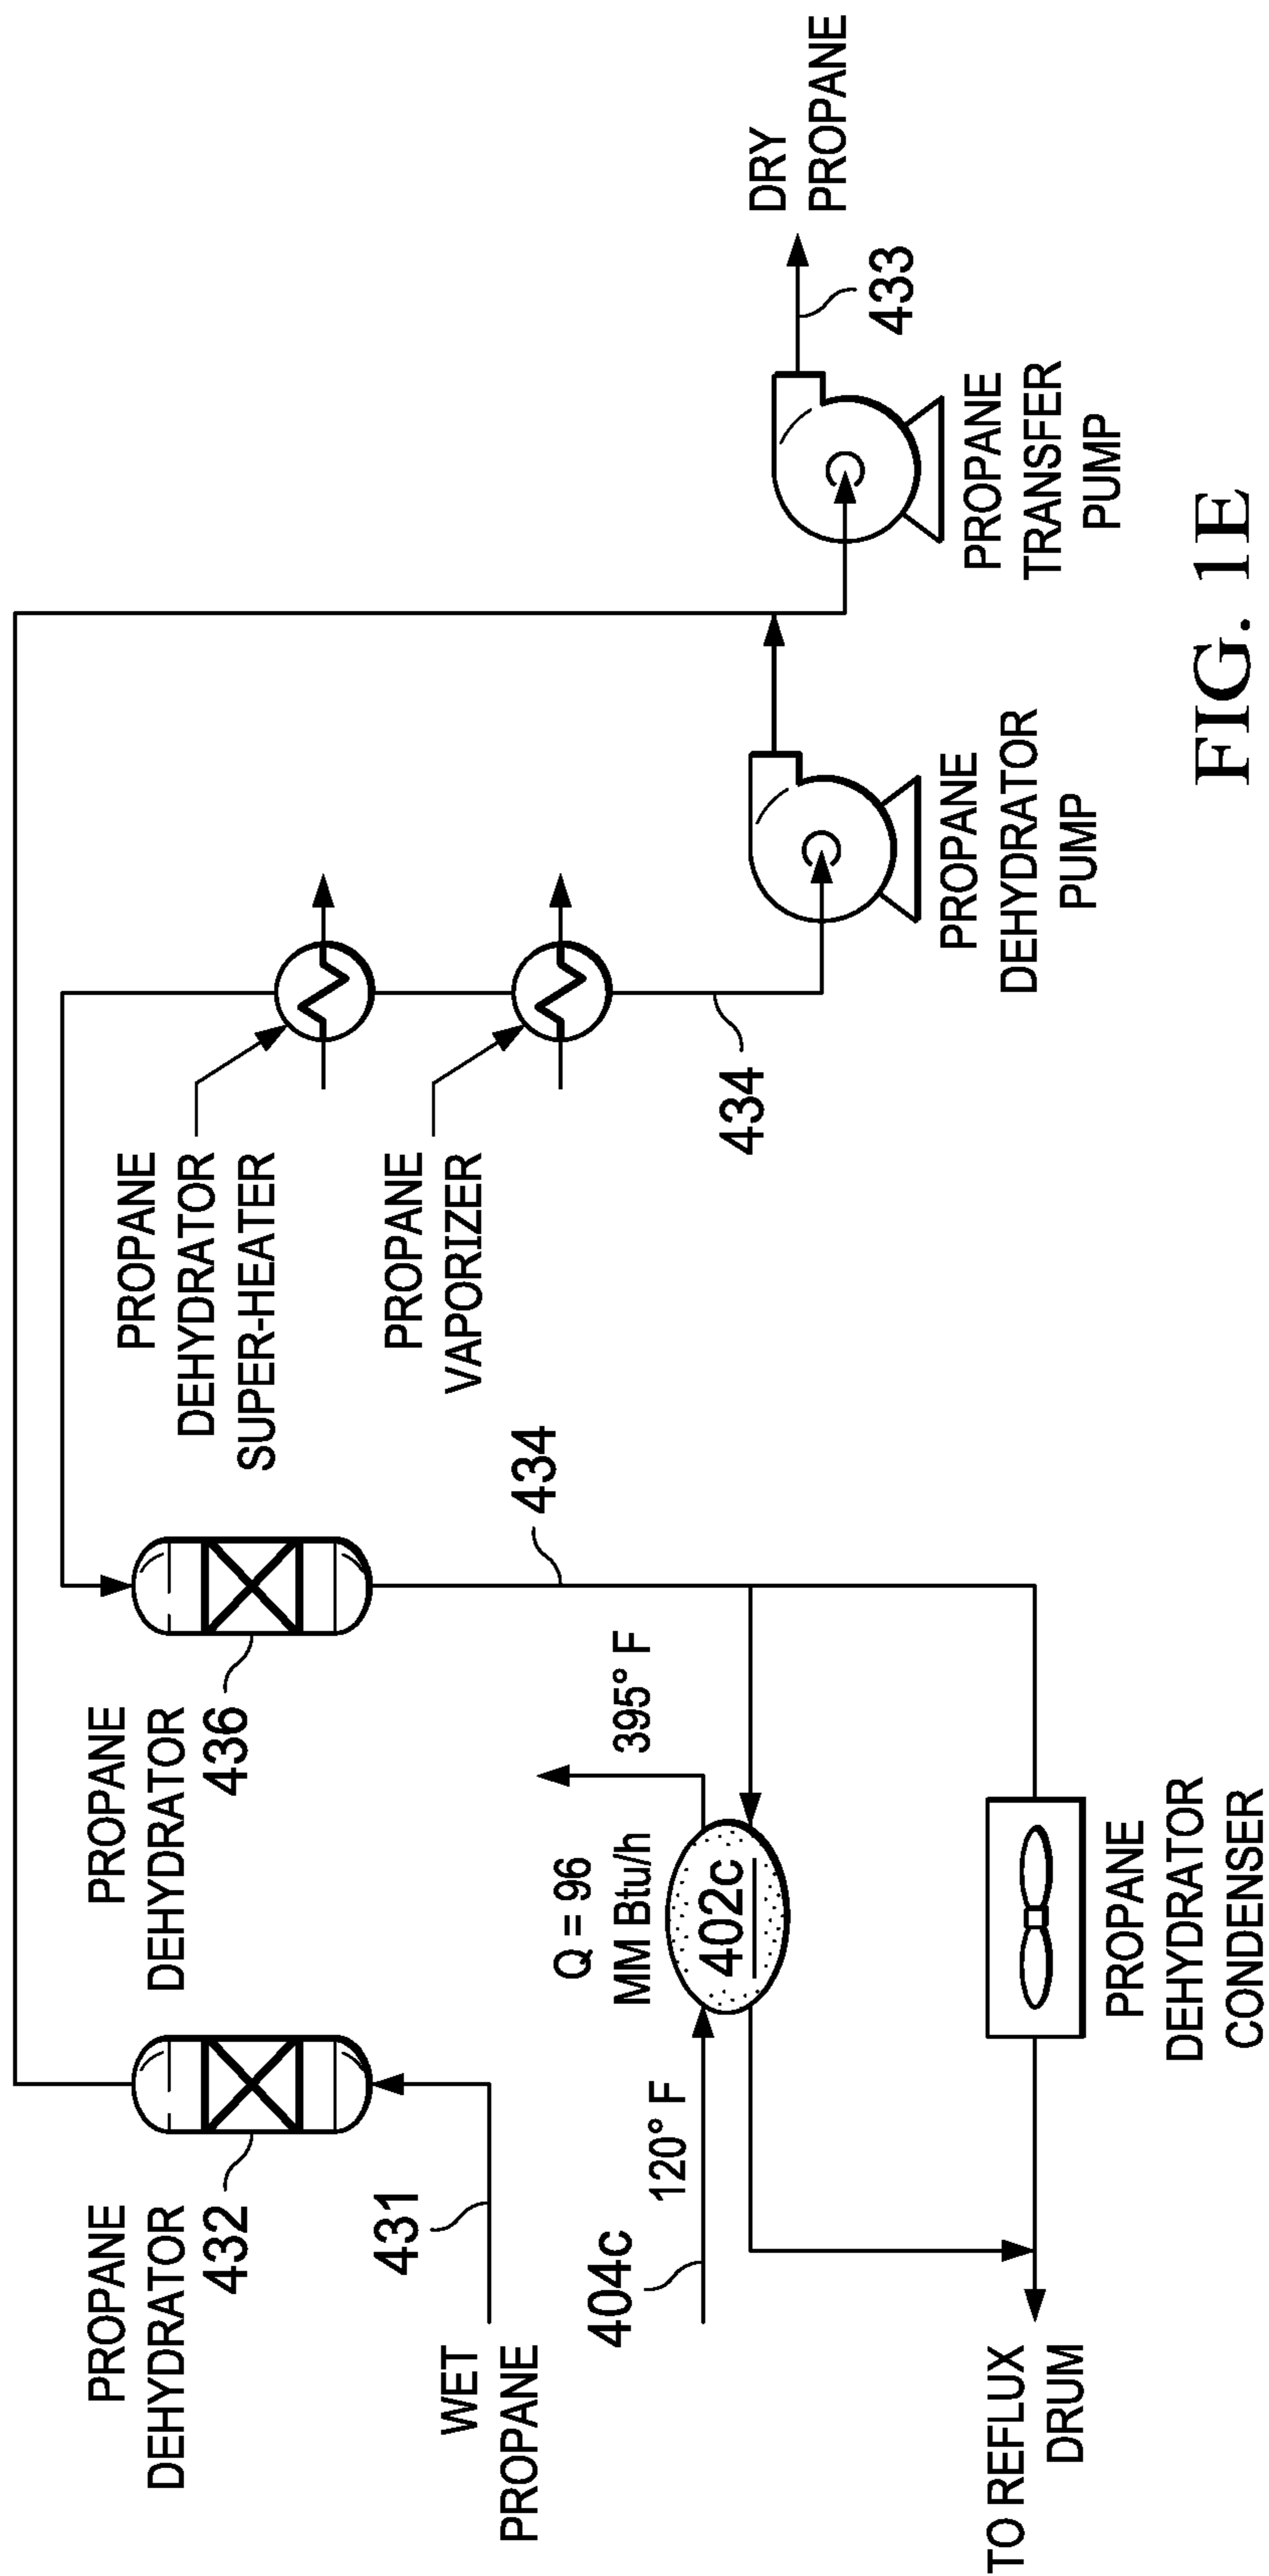 PROPANE
DEHYDRATOR
432
PROPANE
DEHYDRATOR
436
PROPANE
DEHYDRATOR
SUPER-HEATER
PROPANE
VAPORIZER
WET
PROPANE
431
404c
120° F
Q = 96
MM Btu/h
402c
395° F
434
434
DRY
PROPANE
433
PROPANE
DEHYDRATOR
PUMP
PROPANE
TRANSFER
PUMP
TO REFLUX
DRUM
PROPANE
DEHYDRATOR
CONDENSER
FIG. 1E